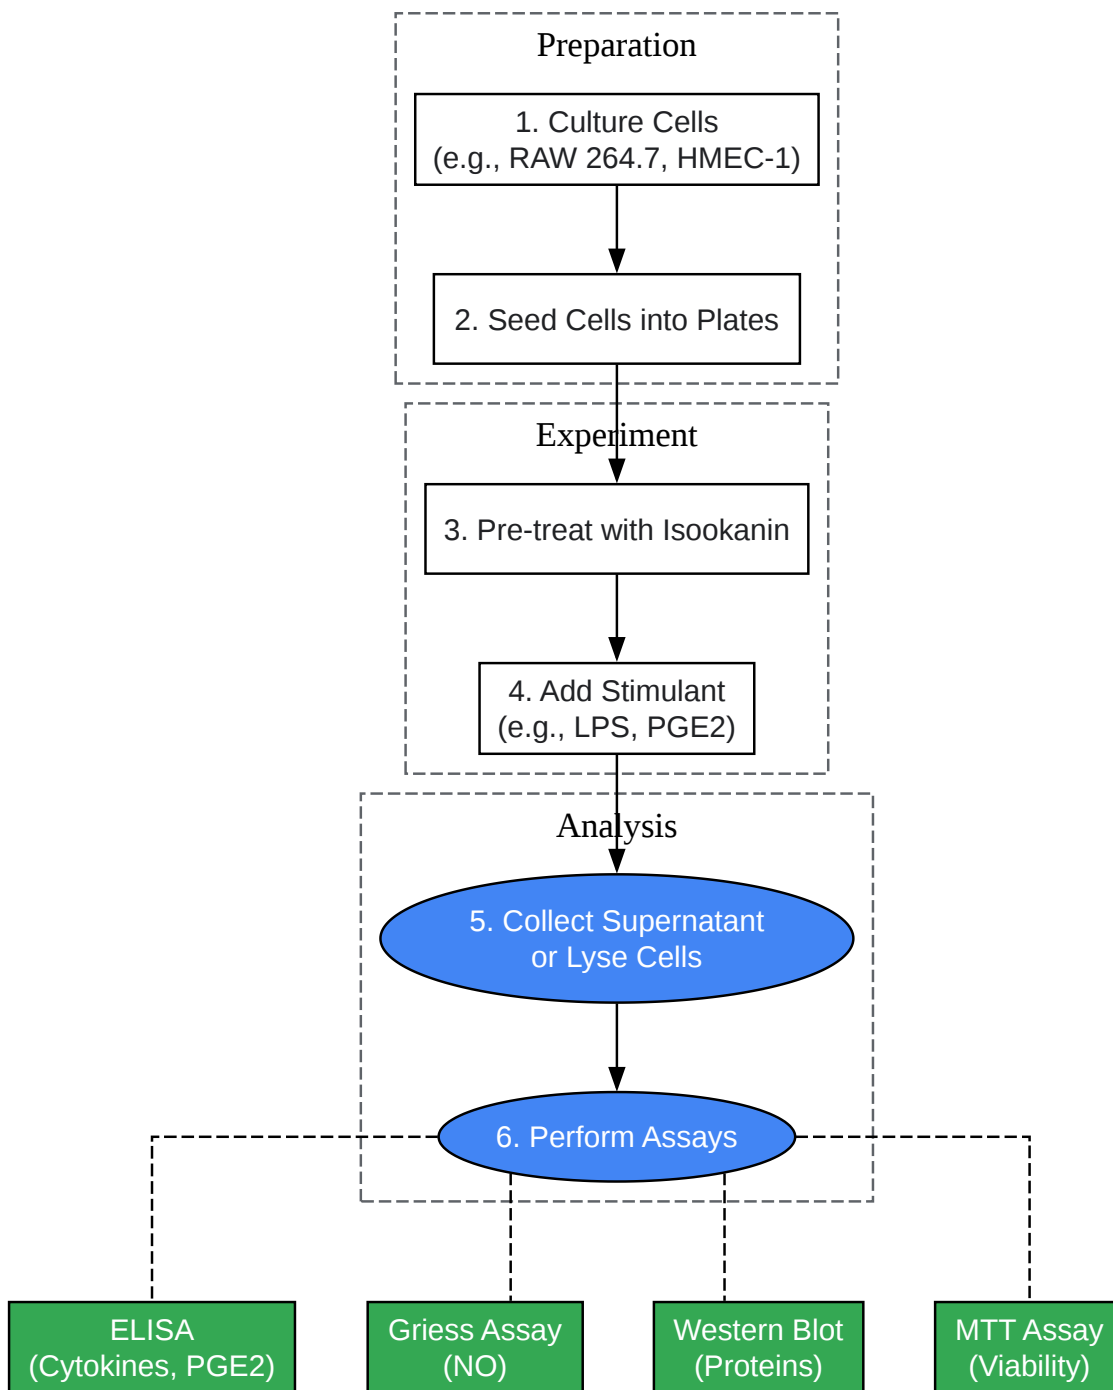 Preparation
1. Culture Cells
(e.g., RAW 264.7, HMEC-1)
2. Seed Cells into Plates
Experiment
3. Pre-treat with Isookanin
4. Add Stimulant
(e.g., LPS, PGE2)
Analysis
5. Collect Supernatant
or Lyse Cells
6. Perform Assays
ELISA
(Cytokines, PGE2)
Griess Assay
(NO)
Western Blot
(Proteins)
MTT Assay
(Viability)